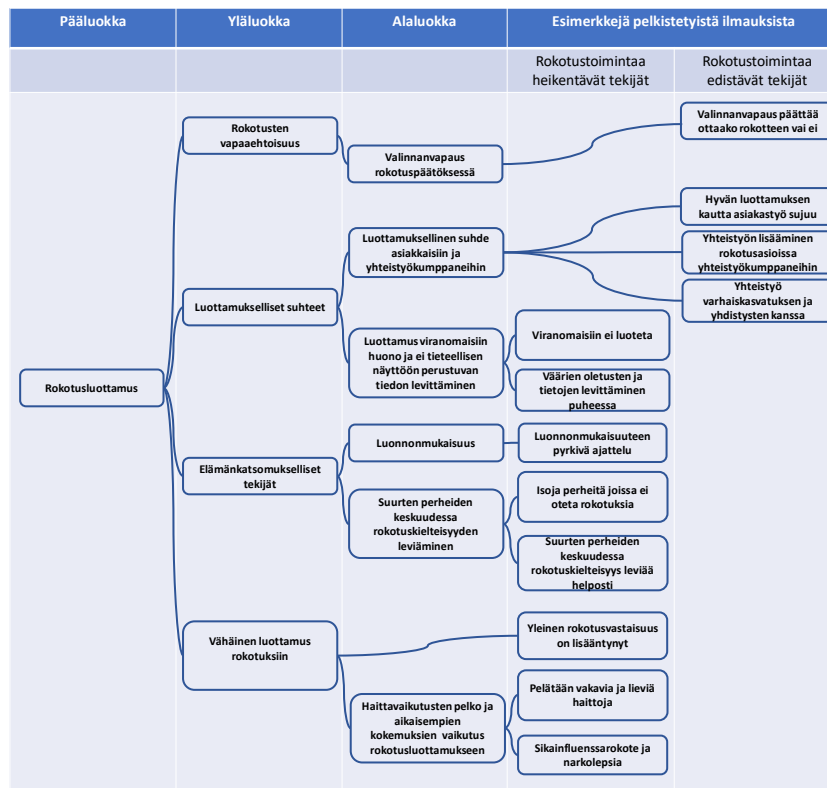 Pääluokka
Yläluokka
Alaluokka
Esimerkkejä pelkistetyistä ilmauksista
Rokotustoimintaa
heikentävät tekijät
Rokotustoimintaa
edistävät tekijät
Rokotusluottamus
Rokotusten
vapaaehtoisuus
Valinnanvapaus
rokotuspäätöksessä
Valinnanvapaus päättää
ottaako rokotteen vai ei
Luottamukselliset suhteet
Luottamuksellinen suhde
asiakkaisiin ja
yhteistyökumppaneihin
Hyvän luottamuksen
kautta asiakastyö sujuu
Yhteistyön lisääminen
rokotusasioissa
yhteistyökumppaneihin
Yhteistyö
varhaiskasvatuksen ja
yhdistysten kanssa
Luottamus viranomaisiin
huono ja ei tieteellisen
näyttöön perustuvan
tiedon levittäminen
Viranomaisiin ei luoteta
Väärien oletusten ja
tietojen levittäminen
puheessa
Elämänkatsomukselliset
tekijät
Luonnonmukaisuus
Luonnonmukaisuuteen
pyrkivä ajattelu
Suurten perheiden
keskuudessa
rokotuskielteisyyden
leviäminen
Isoja perheitä joissa ei
oteta rokotuksia
Suurten perheiden
keskuudessa
rokotuskielteisyys leviää
helposti
Vähäinen luottamus
rokotuksiin
Yleinen rokotusvastaisuus
on lisääntynyt
Haittavaikutusten pelko ja
aikaisempien
kokemuksien vaikutus
rokotusluottamukseen
Pelätään vakavia ja lieviä
haittoja
Sikainfluenssarokote ja
narkolepsia